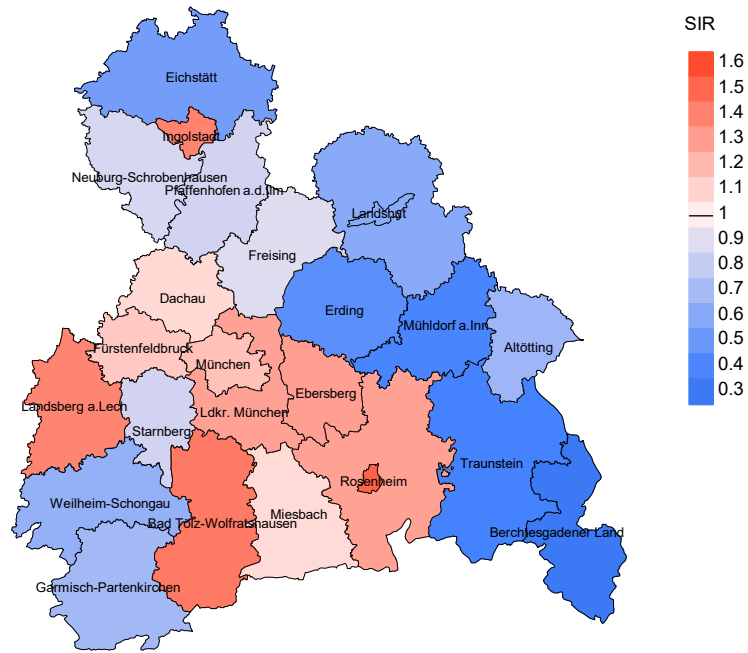 SIR
1.6
1.5
1.4
1.3
1.2
1.1
1
0.9
0.8
0.7
0.6
0.5
0.4
0.3
Eichstätt
Ingolstadt
Neuburg-Schrobenhausen
Pfaffenhofen a.d.Ilm
Landshut
Freising
Dachau
Erding
Mühldorf a.Inn
Altötting
Fürstenfeldbruck
München
Ebersberg
Landsberg a.Lech
Ldkr. München
Starnberg
Traunstein
Rosenheim
Weilheim-Schongau
Miesbach
Bad Tölz-Wolfratshausen
Berchtesgadener Land
Garmisch-Partenkirchen